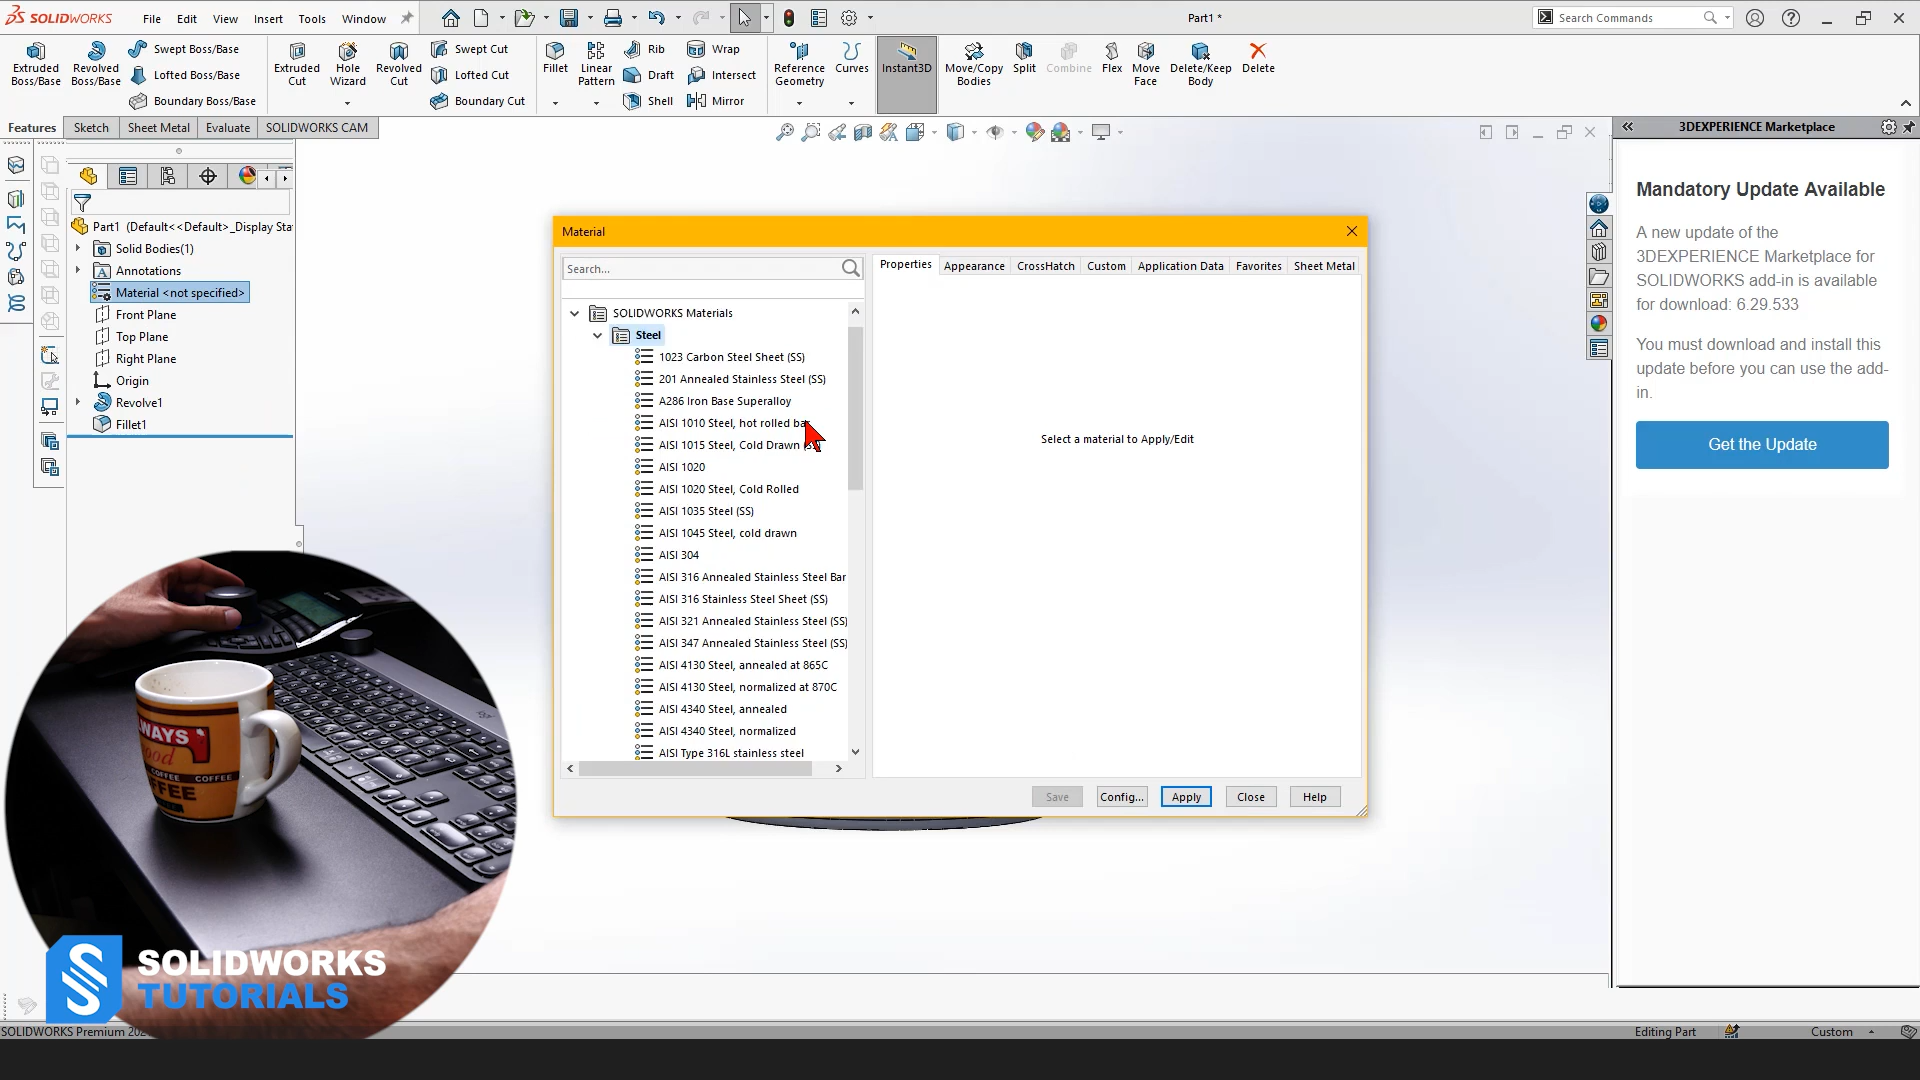 SOLIDWORKS
File
Edit
View
Insert
Tools
Window
Part1 *
Search Commands
Extruded
Boss/Base
Revolved
Boss/Base
Swept Boss/Base
Lofted Boss/Base
Boundary Boss/Base
Extruded
Cut
Hole
Wizard
Revolved
Cut
Swept Cut
Lofted Cut
Boundary Cut
Fillet
Linear
Pattern
Rib
Draft
Shell
Wrap
Intersect
Mirror
Reference
Geometry
Curves
Instant3D
Move/Copy
Bodies
Split
Combine
Flex
Move
Face
Delete/Keep
Body
Delete
Features
Sketch
Sheet Metal
Evaluate
SOLIDWORKS CAM
Part1 (Default<<Default>_Display Sta
Solid Bodies(1)
Annotations
Material <not specified>
Front Plane
Top Plane
Right Plane
Origin
Revolve1
Fillet1
Material
Search...
SOLIDWORKS Materials
Steel
1023 Carbon Steel Sheet (SS)
201 Annealed Stainless Steel (SS)
A286 Iron Base Superalloy
AISI 1010 Steel, hot rolled
AISI 1015 Steel, Cold Drawn
AISI 1020
AISI 1020 Steel, Cold Rolled
AISI 1035 Steel (SS)
AISI 1045 Steel, cold drawn
AISI 304
AISI 316 Annealed Stainless Steel Bar
AISI 316 Stainless Steel Sheet (SS)
AISI 321 Annealed Stainless Steel (SS)
AISI 347 Annealed Stainless Steel (SS)
AISI 4130 Steel, annealed at 865C
AISI 4130 Steel, normalized at 870C
AISI 4340 Steel, annealed
AISI 4340 Steel, normalized
AISI Type 316L stainless steel
Properties
Appearance
CrossHatch
Custom
Application Data
Favorites
Sheet Metal
Select a material to Apply/Edit
Save
Config...
Apply
Close
Help
3DEXPERIENCE Marketplace
Mandatory Update Available
A new update of the
3DEXPERIENCE Marketplace for
SOLIDWORKS add-in is available
for download: 6.29.533
You must download and install this
update before you can use the add-
in.
Get the Update
COFFEE
COFFEE
SOLIDWORKS
TUTORIALS
SOLIDWORKS Premium
Editing Part
Custom